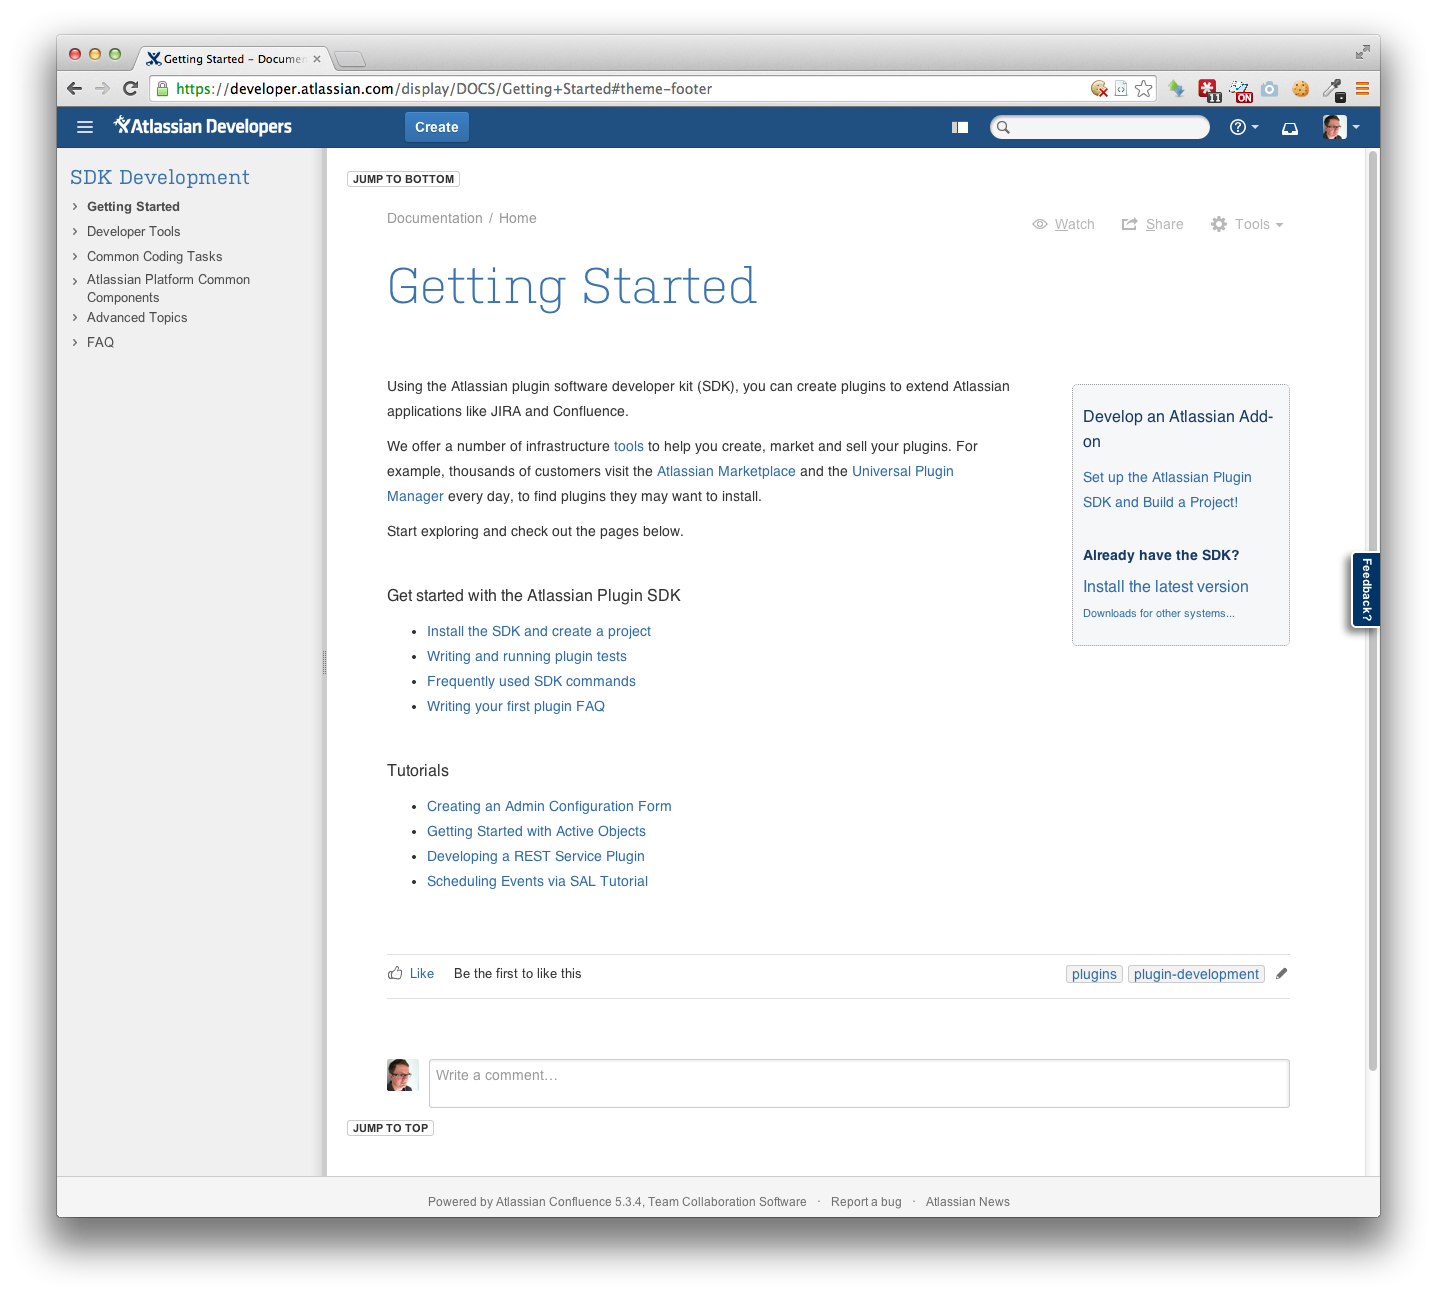 Getting Started – Documen
https://developer.atlassian.com/display/DOCS/Getting+Started#theme-footer
11
ON
Atlassian Developers
Create
SDK Development
Getting Started
Developer Tools
Common Coding Tasks
Atlassian Platform Common
Components
Advanced Topics
FAQ
JUMP TO BOTTOM
Documentation / Home
Watch
Share
Tools
Getting Started
Using the Atlassian plugin software developer kit (SDK), you can create plugins to extend Atlassian
applications like JIRA and Confluence.
We offer a number of infrastructure tools to help you create, market and sell your plugins. For
example, thousands of customers visit the Atlassian Marketplace and the Universal Plugin
Manager every day, to find plugins they may want to install.
Start exploring and check out the pages below.
Get started with the Atlassian Plugin SDK
• Install the SDK and create a project
• Writing and running plugin tests
• Frequently used SDK commands
• Writing your first plugin FAQ
Tutorials
• Creating an Admin Configuration Form
• Getting Started with Active Objects
• Developing a REST Service Plugin
• Scheduling Events via SAL Tutorial
Develop an Atlassian Add-
on
Set up the Atlassian Plugin
SDK and Build a Project!
Already have the SDK?
Install the latest version
Downloads for other systems...
Feedback?
Like
Be the first to like this
plugins
plugin-development
Write a comment…
JUMP TO TOP
Powered by Atlassian Confluence 5.3.4, Team Collaboration Software · Report a bug · Atlassian News